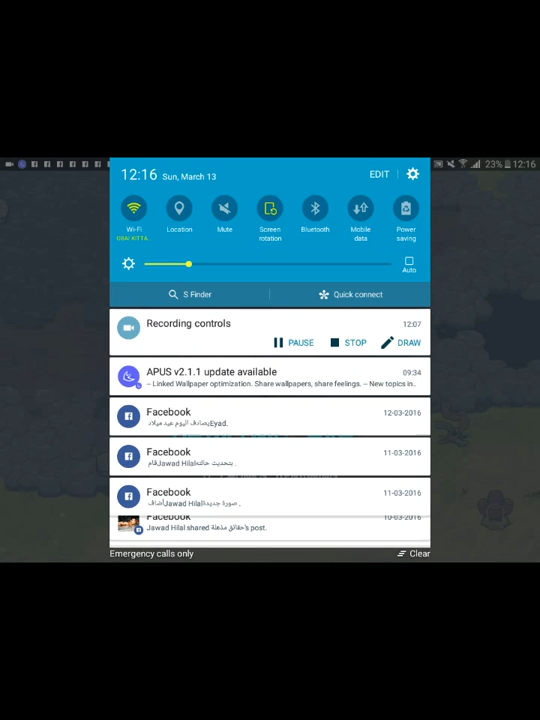 23% 12:16
12:16 Sun, March 13 EDIT
Wi-Fi Location Mute Screen rotation Bluetooth Mobile data Power saving
OBAI KITTA..
Auto
S Finder Quick connect
Recording controls 12:07
PAUSE STOP DRAW
APUS v2.1.1 update available 09:34
-- Linked Wallpaper optimization. Share wallpapers, share feelings. -- New topics in..
Facebook 12-03-2016
يصادف اليوم عيد ميلاد Eyad.
Facebook 11-03-2016
قام Jawad Hilal بتحديث حالته.
Facebook 11-03-2016
أضاف Jawad Hilal صورة جديدة.
Facebook 10-03-2016
Jawad Hilal shared حقائق مذهلة's post.
Emergency calls only Clear